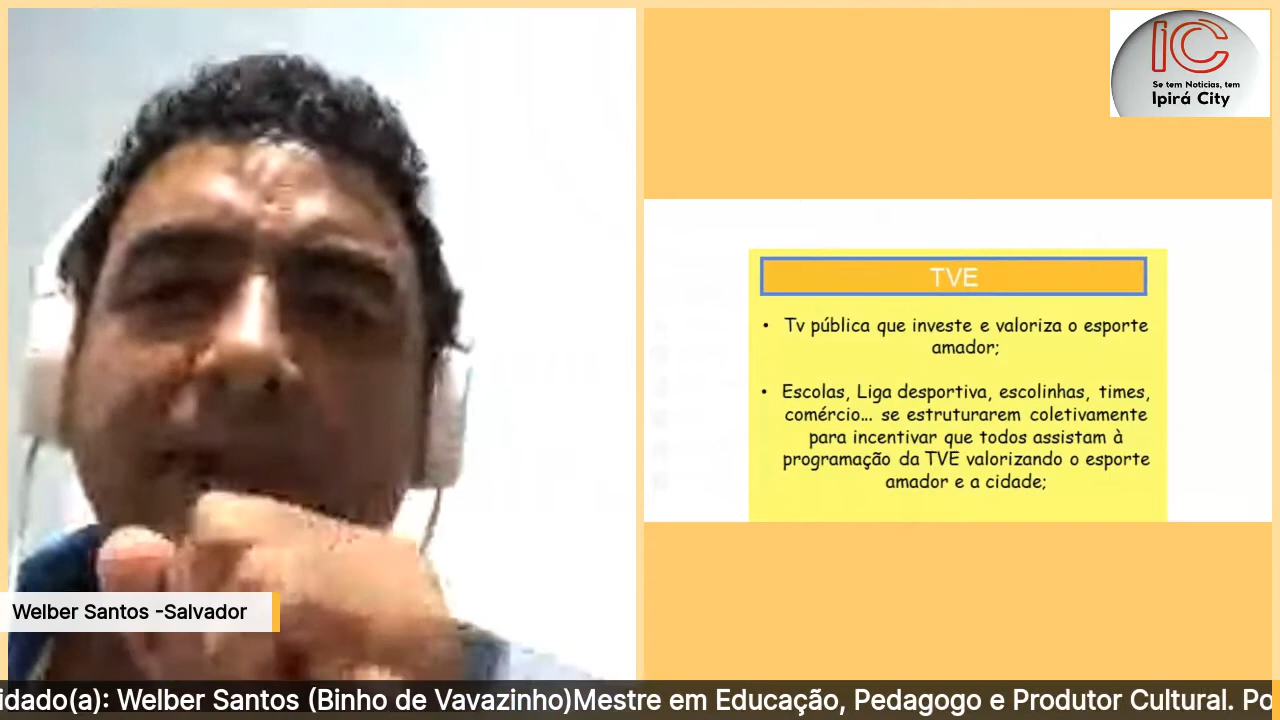 IC
Se tem Noticias, tem
Ipirá City
TVE
• Tv pública que investe e valoriza o esporte
amador;
• Escolas, Liga desportiva, escolinhas, times,
comércio... se estruturarem coletivamente
para incentivar que todos assistam à
programação da TVE valorizando o esporte
amador e a cidade;
Welber Santos -Salvador
idado(a): Welber Santos (Binho de Vavazinho)Mestre em Educação, Pedagogo e Produtor Cultural. Po